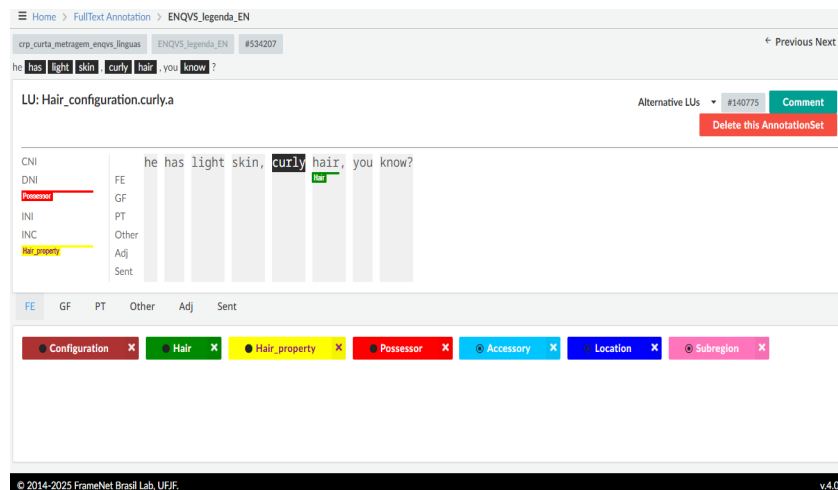 ☰ Home > FullText Annotation > ENQVS_legenda_EN
crp_curta_metragem_enqvs_linguas ENQVS_legenda_EN #534207
← Previous Next
he has light skin , curly hair , you know ?
LU: Hair_configuration.curly.a
Alternative LUs ▾ #140775 Comment
Delete this AnnotationSet
CNI
DNI
Possessor
INI
INC
Hair_property
he has light skin, curly hair, you know?
FE Hair
GF
PT
Other
Adj
Sent
FE GF PT Other Adj Sent
Configuration × Hair × Hair_property × Possessor × Accessory × Location × Subregion ×
© 2014-2025 FrameNet Brasil Lab, UFJF. v.4.0